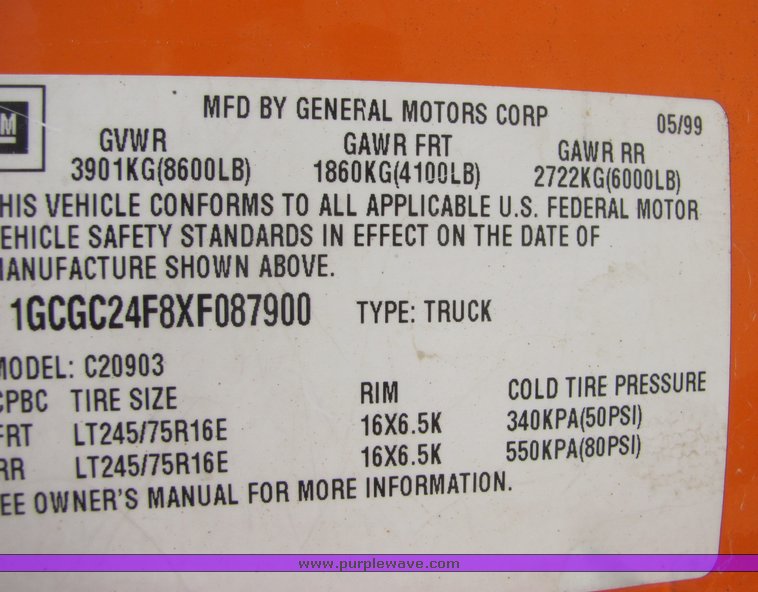 MFD BY GENERAL MOTORS CORP 05/99
GVWR GAWR FRT GAWR RR
3901KG(8600LB) 1860KG(4100LB) 2722KG(6000LB)
HIS VEHICLE CONFORMS TO ALL APPLICABLE U.S. FEDERAL MOTOR
EHICLE SAFETY STANDARDS IN EFFECT ON THE DATE OF
ANUFACTURE SHOWN ABOVE.
1GCGC24F8XF087900 TYPE: TRUCK
MODEL: C20903
CPBC TIRE SIZE RIM COLD TIRE PRESSURE
FRT LT245/75R16E 16X6.5K 340KPA(50PSI)
RR LT245/75R16E 16X6.5K 550KPA(80PSI)
EE OWNER'S MANUAL FOR MORE INFORMATION.
www.purplewave.com